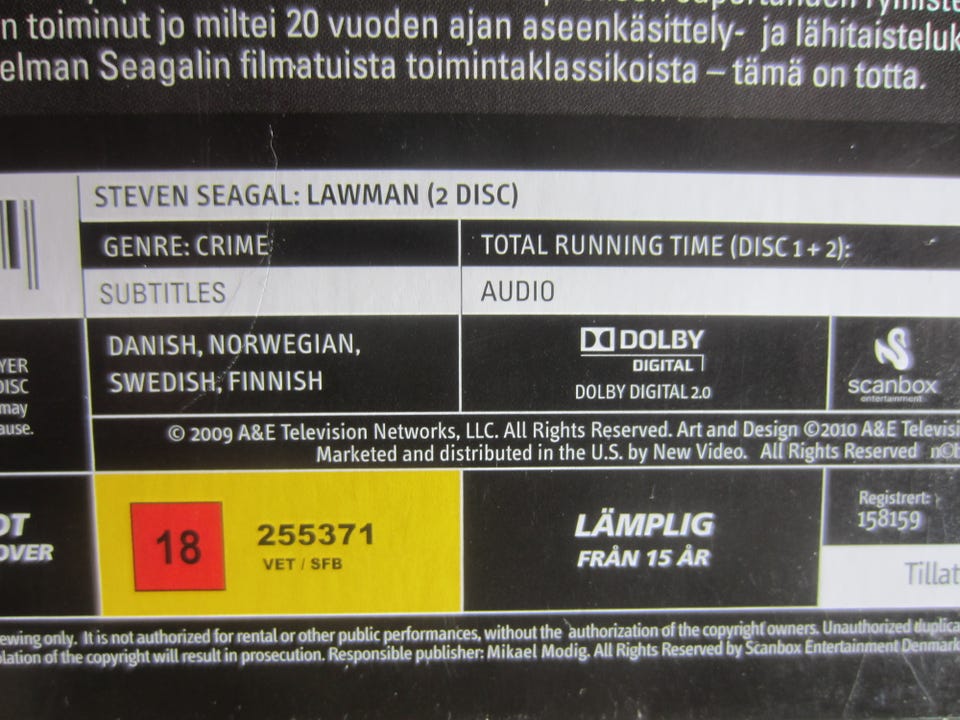 n toiminut jo miltei 20 vuoden ajan aseenkäsittely- ja lähitaisteluk
elman Seagalin filmatuista toimintaklassikoista – tämä on totta.
STEVEN SEAGAL: LAWMAN (2 DISC)
GENRE: CRIME
TOTAL RUNNING TIME (DISC 1 + 2):
SUBTITLES
AUDIO
DANISH, NORWEGIAN,
SWEDISH, FINNISH
DOLBY
DIGITAL
DOLBY DIGITAL 2.0
scanbox
entertainment
YER
DISC
may
ause.
© 2009 A&E Television Networks, LLC. All Rights Reserved. Art and Design ©2010 A&E Televisi
Marketed and distributed in the U.S. by New Video. All Rights Reserved
OT
OVER
18
255371
VET / SFB
LÄMPLIG
FRÅN 15 ÅR
Registrert:
158159
Tillat
ewing only. It is not authorized for rental or other public performances, without the authorization of the copyright owners. Unauthorized duplica
olation of the copyright will result in prosecution. Responsible publisher: Mikael Modig. All Rights Reserved by Scanbox Entertainment Denmark